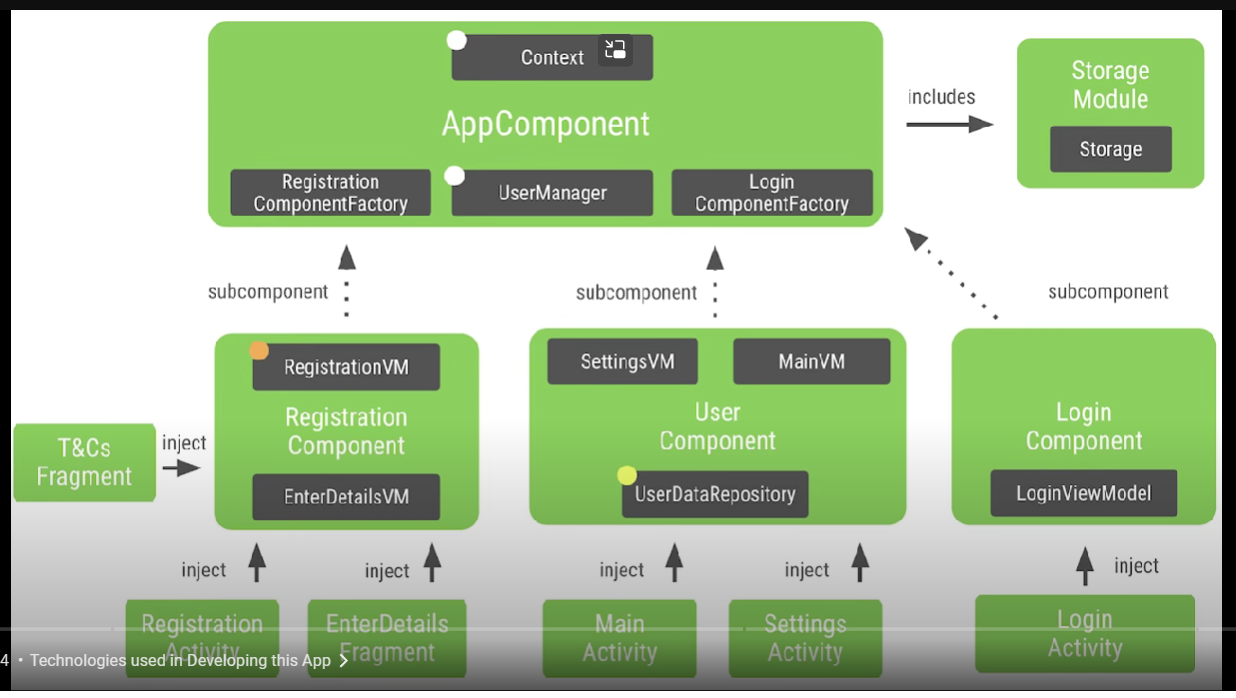 Context
AppComponent
Registration
ComponentFactory
UserManager
Login
ComponentFactory
includes
Storage
Module
Storage
subcomponent
subcomponent
subcomponent
RegistrationVM
Registration
Component
EnterDetailsVM
SettingsVM
MainVM
User
Component
UserDataRepository
Login
Component
LoginViewModel
T&Cs
Fragment
inject
inject
inject
inject
inject
inject
Registration
Activity
EnterDetails
Fragment
Main
Activity
Settings
Activity
Login
Activity
4 • Technologies used in Developing this App >